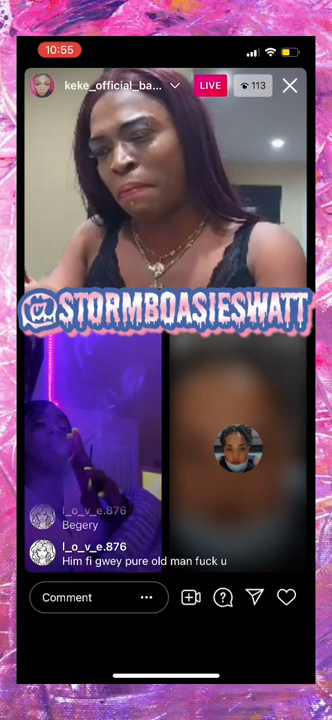 10:55
keke_official_ba...
LIVE
113
@STORMBOASIESWATT
l_o_v_e.876
Begery
l_o_v_e.876
Him fi gwey pure old man fuck u
Comment